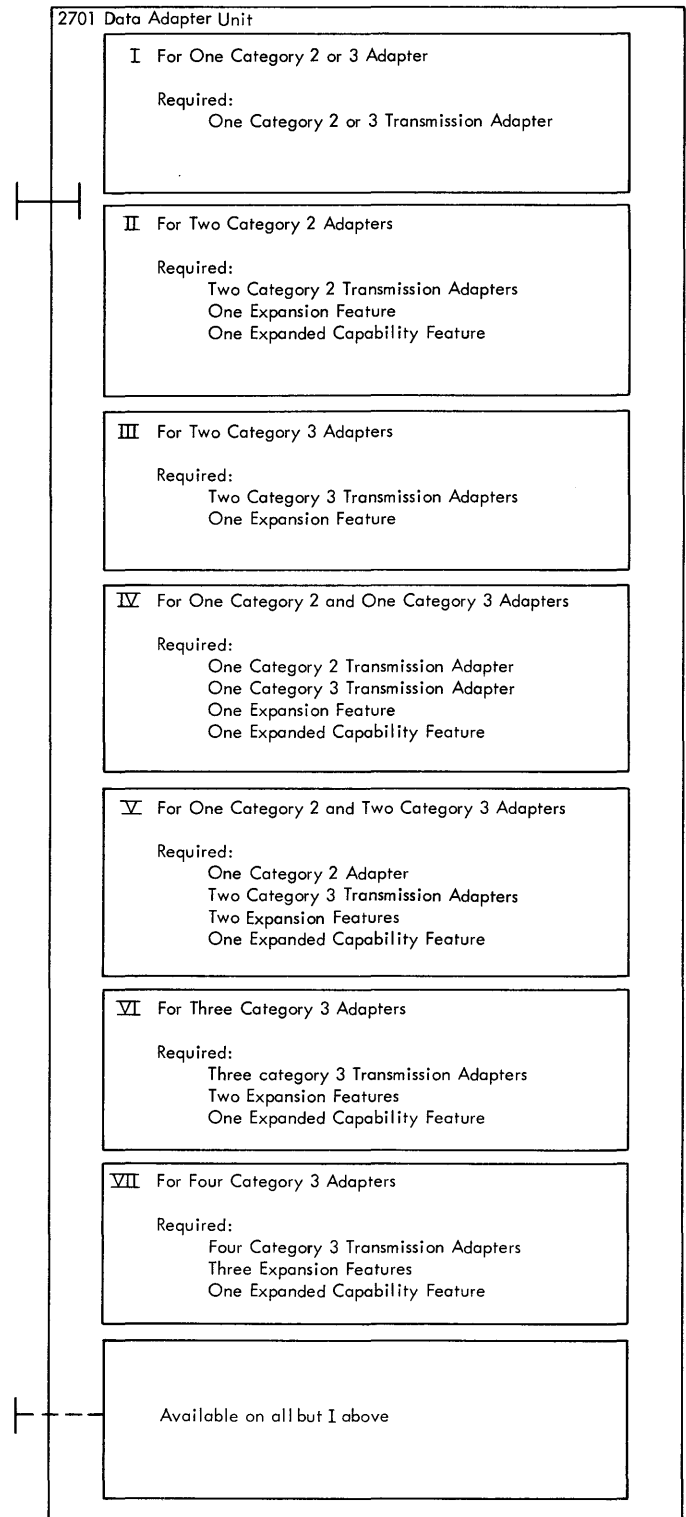 2701 Data Adapter Unit
I For One Category 2 or 3 Adapter
Required:
One Category 2 or 3 Transmission Adapter
II For Two Category 2 Adapters
Required:
Two Category 2 Transmission Adapters
One Expansion Feature
One Expanded Capability Feature
III For Two Category 3 Adapters
Required:
Two Category 3 Transmission Adapters
One Expansion Feature
IV For One Category 2 and One Category 3 Adapters
Required:
One Category 2 Transmission Adapter
One Category 3 Transmission Adapter
One Expansion Feature
One Expanded Capability Feature
V For One Category 2 and Two Category 3 Adapters
Required:
One Category 2 Adapter
Two Category 3 Transmission Adapters
Two Expansion Features
One Expanded Capability Feature
VI For Three Category 3 Adapters
Required:
Three category 3 Transmission Adapters
Two Expansion Features
One Expanded Capability Feature
VII For Four Category 3 Adapters
Required:
Four Category 3 Transmission Adapters
Three Expansion Features
One Expanded Capability Feature
Available on all but I above